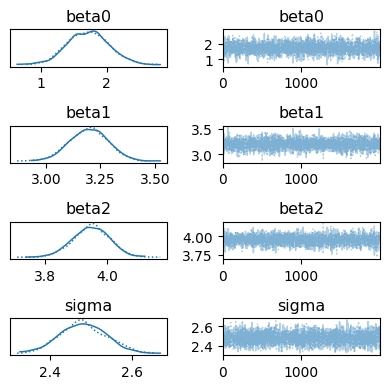 beta0 beta0
2
1
1 2 0 1000
beta1 beta1
3.5
3.0
3.00 3.25 3.50 0 1000
beta2 beta2
4.00
3.75
3.8 4.0 0 1000
sigma sigma
2.6
2.4
2.4 2.6 0 1000